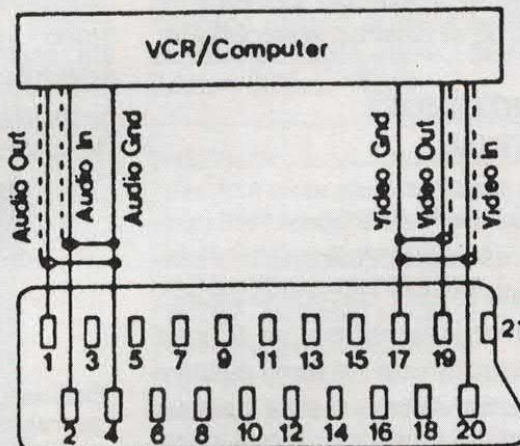 VCR/Computer
Audio Out
Audio In
Audio Gnd
Video Gnd
Video Out
Video In
1 3 5 7 9 11 13 15 17 19 21
2 4 6 8 10 12 14 16 18 20